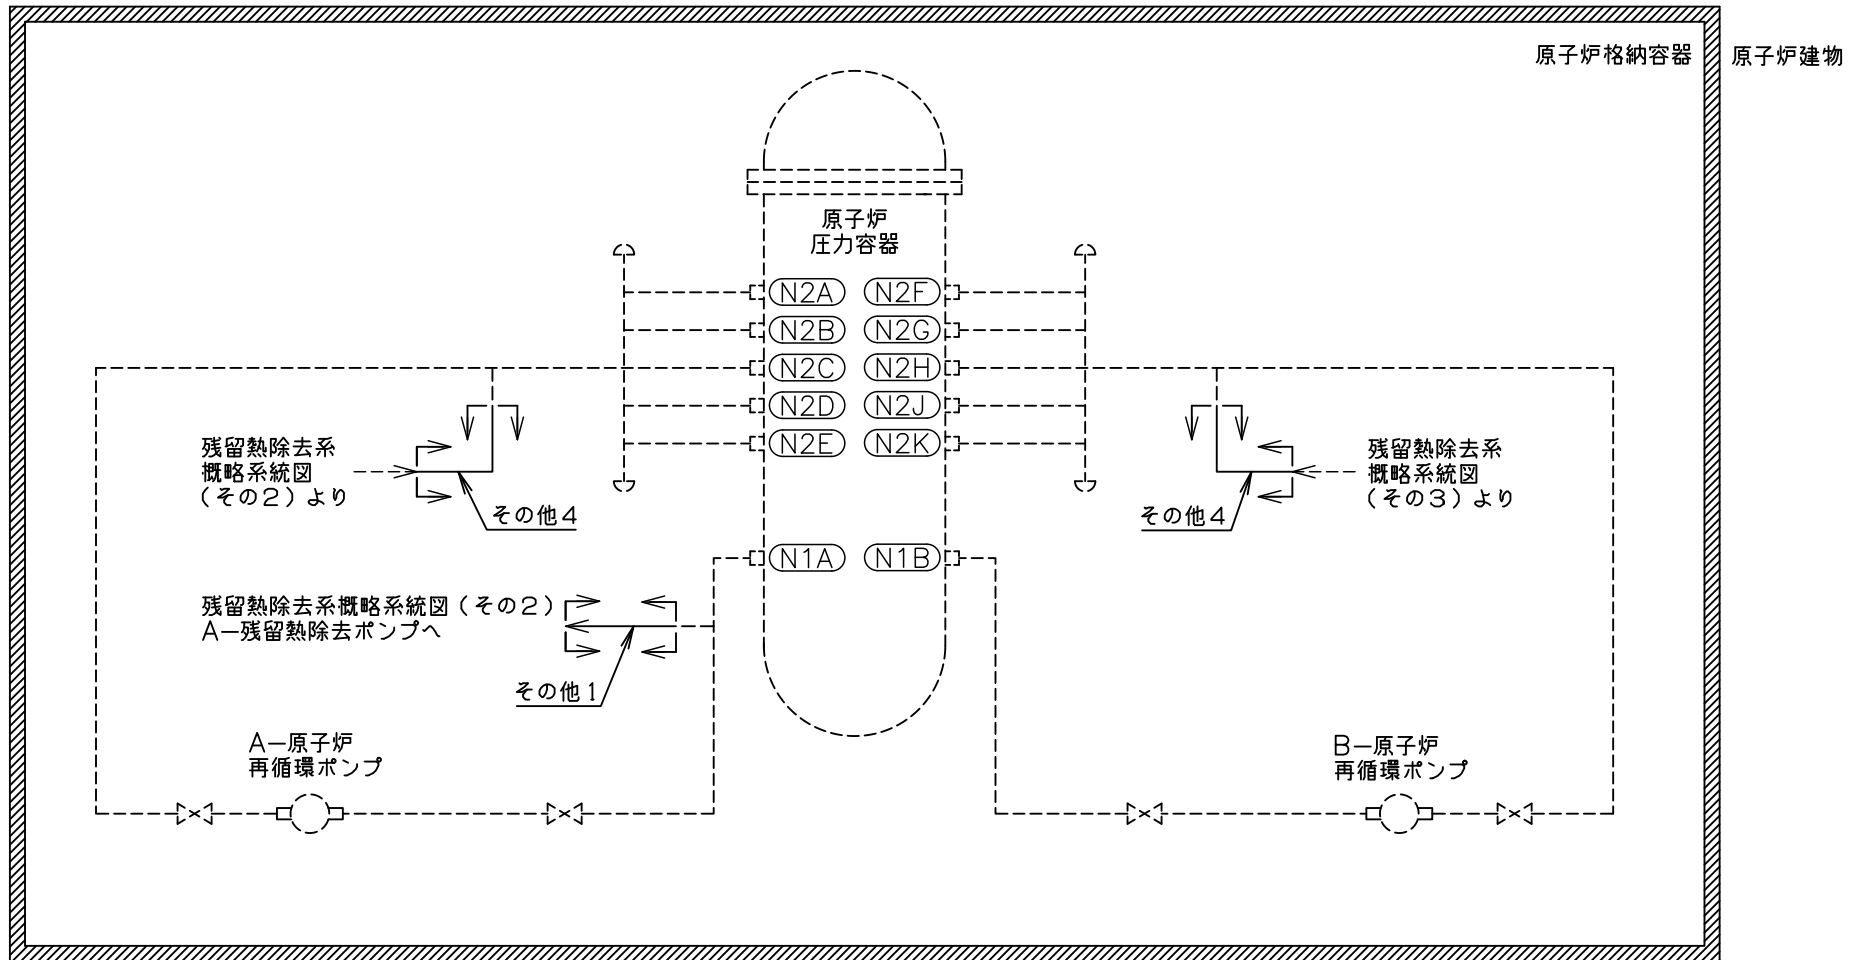 原子炉格納容器
原子炉建物
原子炉
圧力容器
N2A
N2F
N2B
N2G
N2C
N2H
N2D
N2J
N2E
N2K
残留熱除去系
概略系統図
(その2)より
その他4
残留熱除去系
概略系統図
(その3)より
その他4
N1A
N1B
残留熱除去系概略系統図(その2)
A-残留熱除去ポンプへ
その他1
A-原子炉
再循環ポンプ
B-原子炉
再循環ポンプ